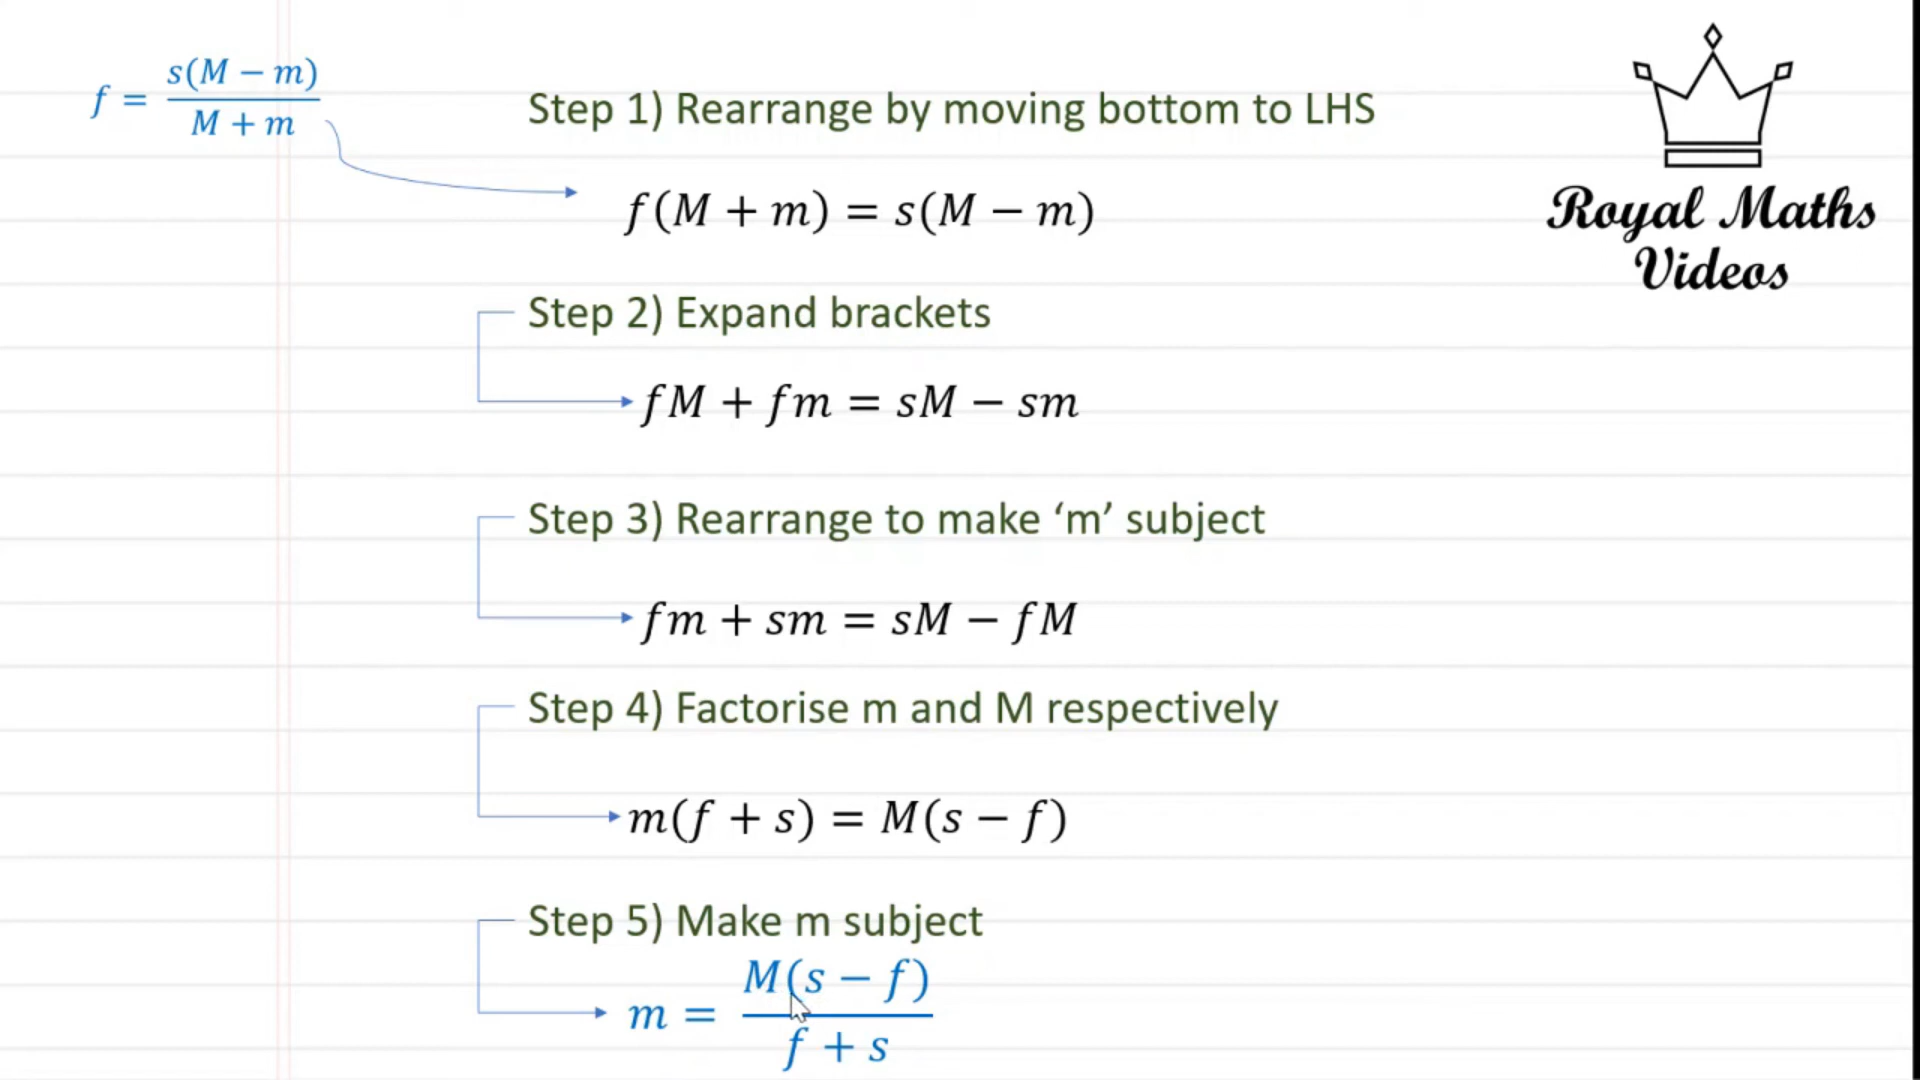 f = s(M − m) / M + m
Step 1) Rearrange by moving bottom to LHS
f(M + m) = s(M − m)
Royal Maths
Videos
Step 2) Expand brackets
fM + fm = sM − sm
Step 3) Rearrange to make ‘m’ subject
fm + sm = sM − fM
Step 4) Factorise m and M respectively
m(f + s) = M(s − f)
Step 5) Make m subject
m = M(s − f) / f + s